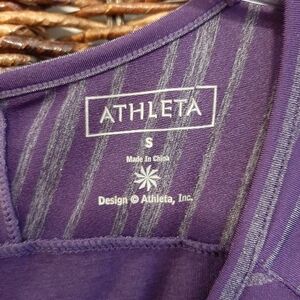 ATHLETA
S
Made In China
Design © Athleta, Inc.